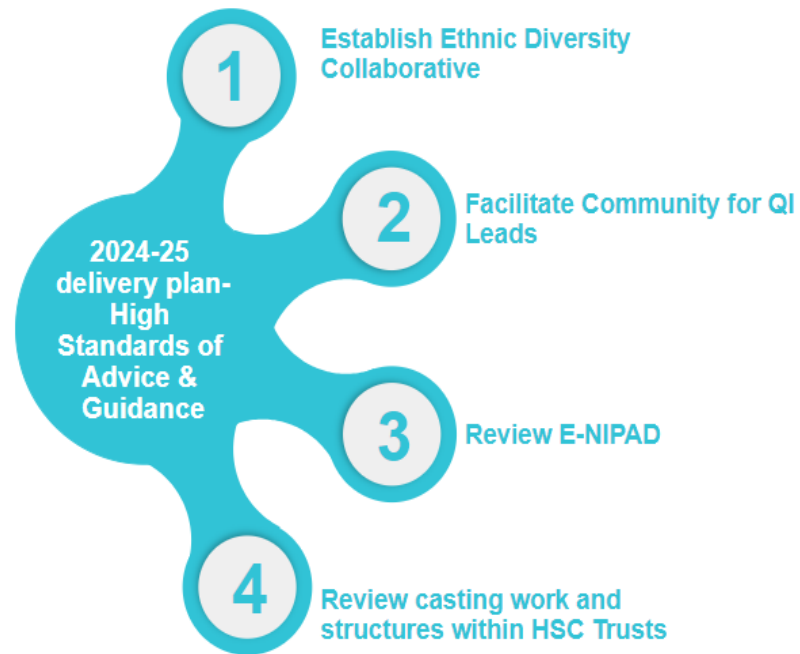 1
Establish Ethnic Diversity
Collaborative
2
Facilitate Community for QI
Leads
2024-25
delivery plan-
High
Standards of
Advice &
Guidance
3
Review E-NIPAD
4
Review casting work and
structures within HSC Trusts